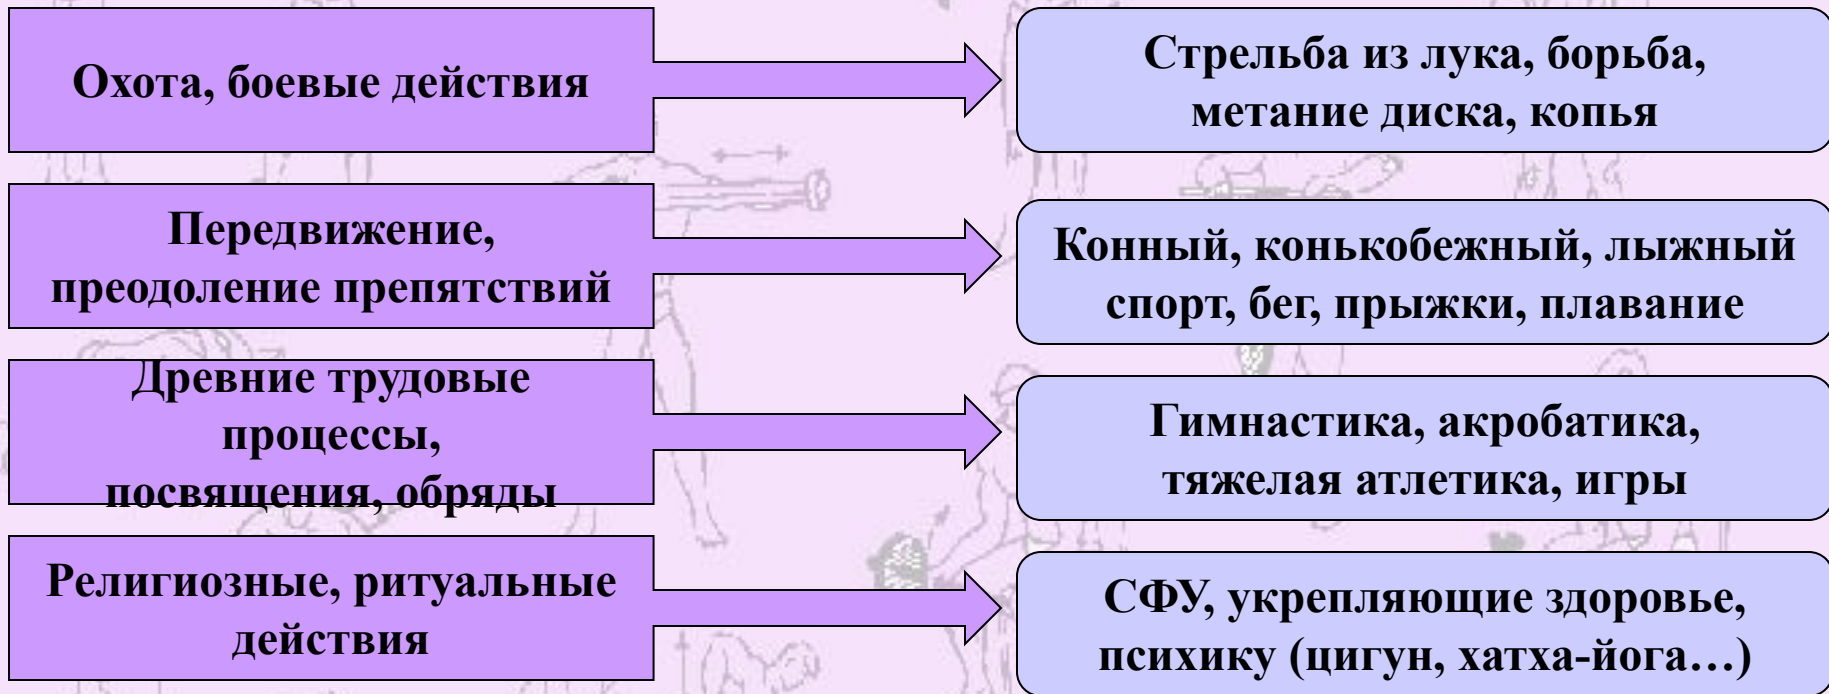 Охота, боевые действия
Стрельба из лука, борьба,
метание диска, копья
Передвижение,
преодоление препятствий
Конный, конькобежный, лыжный
спорт, бег, прыжки, плавание
Древние трудовые
процессы,
посвящения, обряды
Гимнастика, акробатика,
тяжелая атлетика, игры
Религиозные, ритуальные
действия
СФУ, укрепляющие здоровье,
психику (цигун, хатха-йога…)